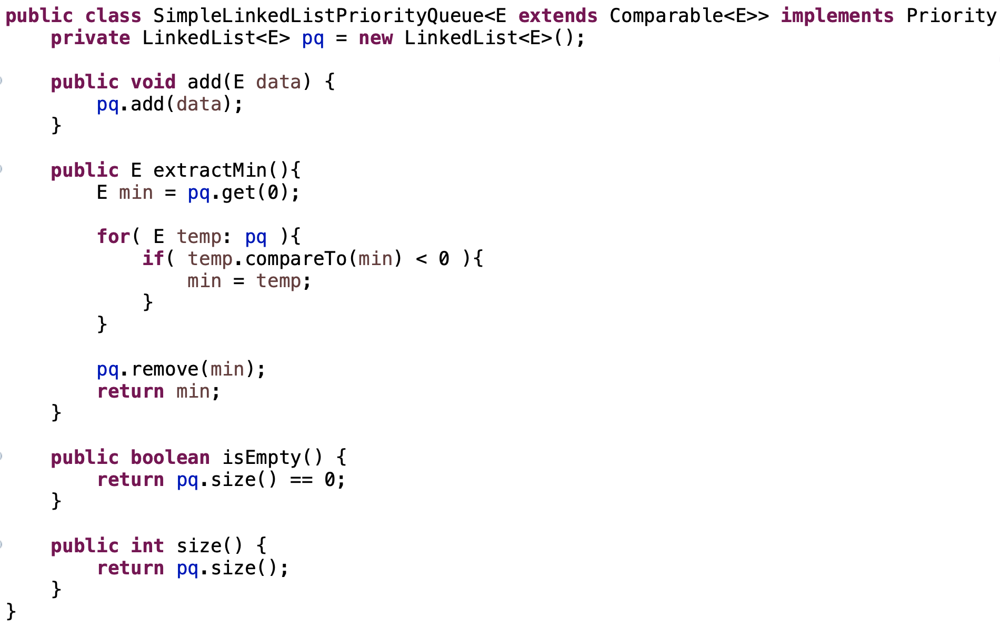 public class SimpleLinkedListPriorityQueue<E extends Comparable<E>> implements Priority
    private LinkedList<E> pq = new LinkedList<E>();

    public void add(E data) {
        pq.add(data);
    }

    public E extractMin(){
        E min = pq.get(0);

        for( E temp: pq ){
            if( temp.compareTo(min) < 0 ){
                min = temp;
            }
        }

        pq.remove(min);
        return min;
    }

    public boolean isEmpty() {
        return pq.size() == 0;
    }

    public int size() {
        return pq.size();
    }
}